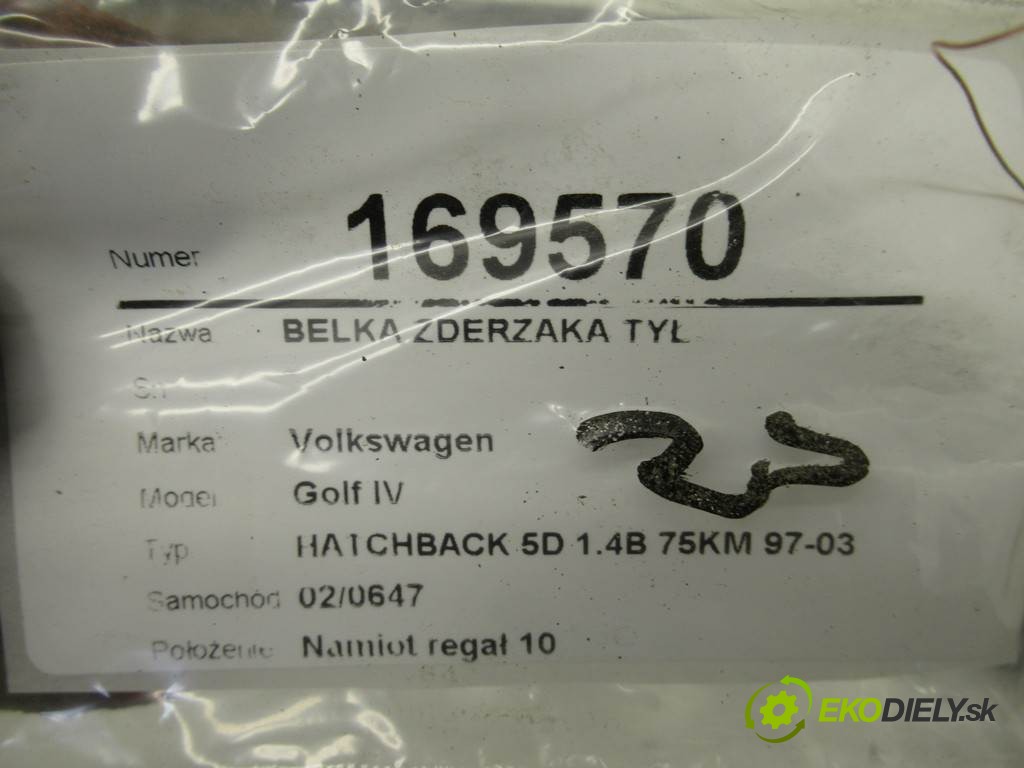 Numer 169570
Nazwa BELKA ZDERZAKA TYŁ
Sn
Marka Volkswagen
Model Golf IV
Typ HATCHBACK 5D 1.4B 75KM 97-03
Samochód 02/0647
Położenie Namiot regał 10
EKODIELY.sk